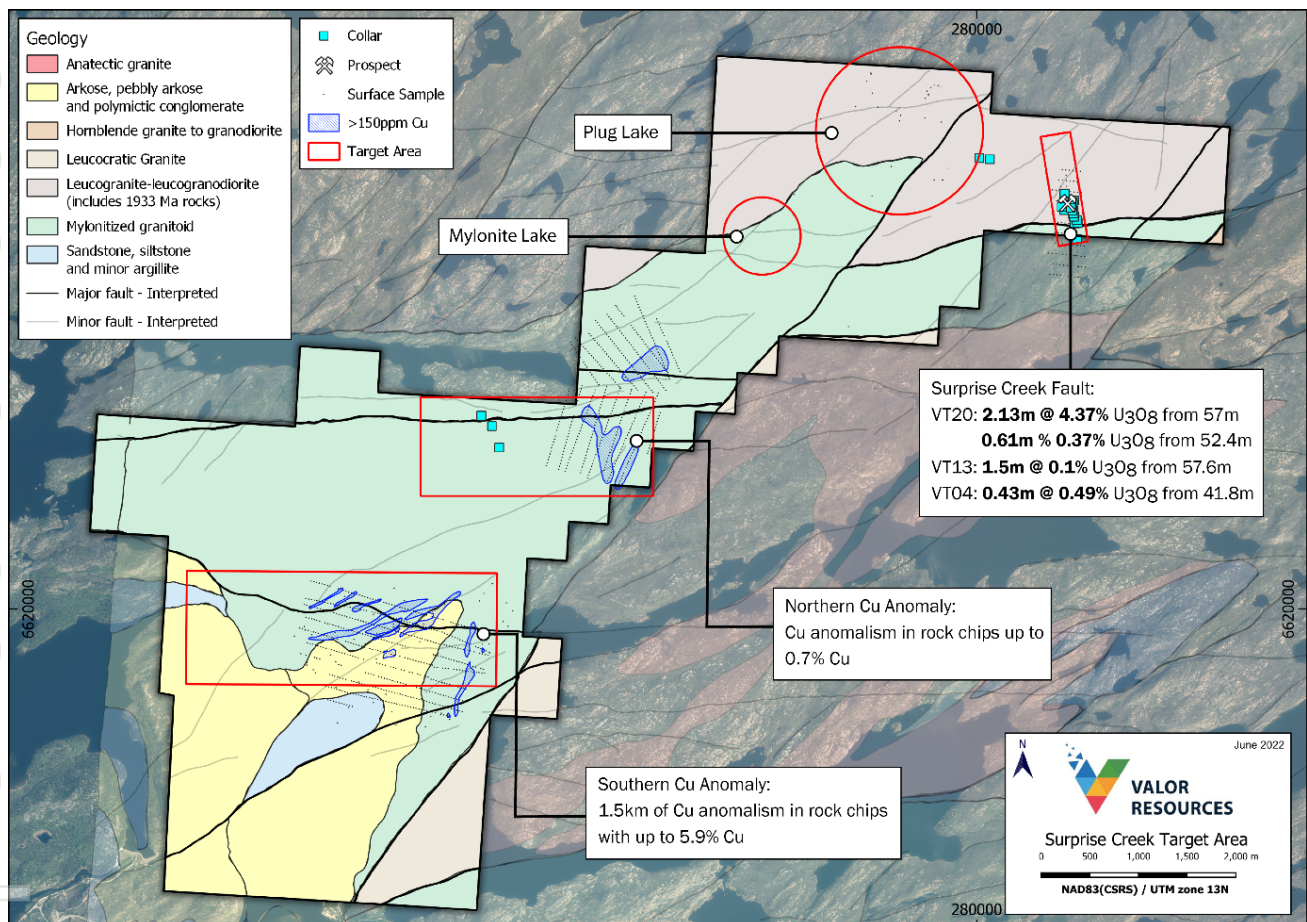 Geology
Anatectic granite
Arkose, pebbly arkose
and polymictic conglomerate
Hornblende granite to granodiorite
Leucocratic Granite
Leucogranite-leucogranodiorite
(includes 1933 Ma rocks)
Mylonitized granitoid
Sandstone, siltstone
and minor argillite
Major fault - Interpreted
Minor fault - Interpreted
Collar
Prospect
Surface Sample
>150ppm Cu
Target Area
280000
Plug Lake
Mylonite Lake
Surprise Creek Fault:
VT20: 2.13m @ 4.37% U3O8 from 57m
0.61m % 0.37% U3O8 from 52.4m
VT13: 1.5m @ 0.1% U3O8 from 57.6m
VT04: 0.43m @ 0.49% U3O8 from 41.8m
6620000
6620000
Northern Cu Anomaly:
Cu anomalism in rock chips up to
0.7% Cu
Southern Cu Anomaly:
1.5km of Cu anomalism in rock chips
with up to 5.9% Cu
N
June 2022
VALOR
RESOURCES
Surprise Creek Target Area
0 500 1,000 1,500 2,000 m
NAD83(CSRS) / UTM zone 13N
280000